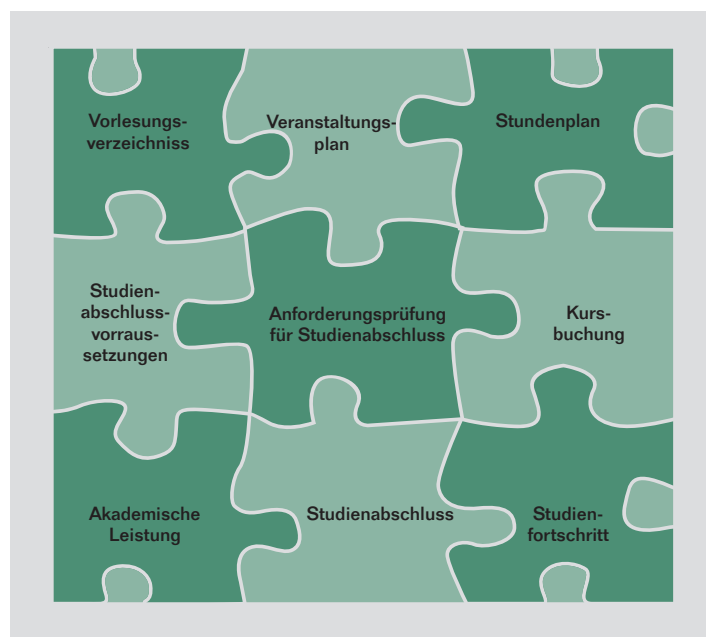 Vorlesungs-
verzeichniss
Veranstaltungs-
plan
Stundenplan
Studien-
abschluss-
vorraus-
setzungen
Anforderungsprüfung
für Studienabschluss
Kurs-
buchung
Akademische
Leistung
Studienabschluss
Studien-
fortschritt